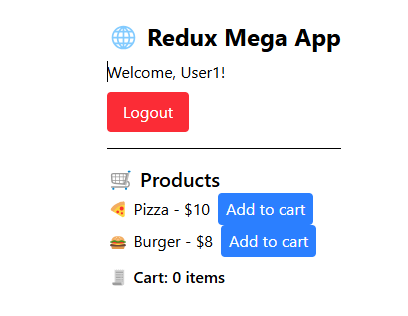 🌐 Redux Mega App
Welcome, User1!
Logout
🛒 Products
🍕 Pizza - $10 Add to cart
🍔 Burger - $8 Add to cart
🧾 Cart: 0 items